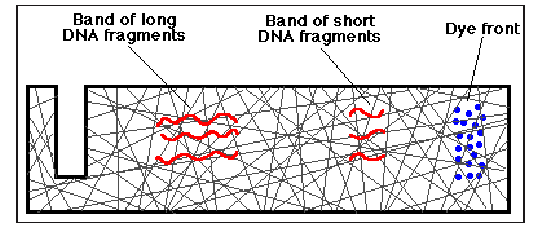 Band of long
DNA fragments
Band of short
DNA fragments
Dye front